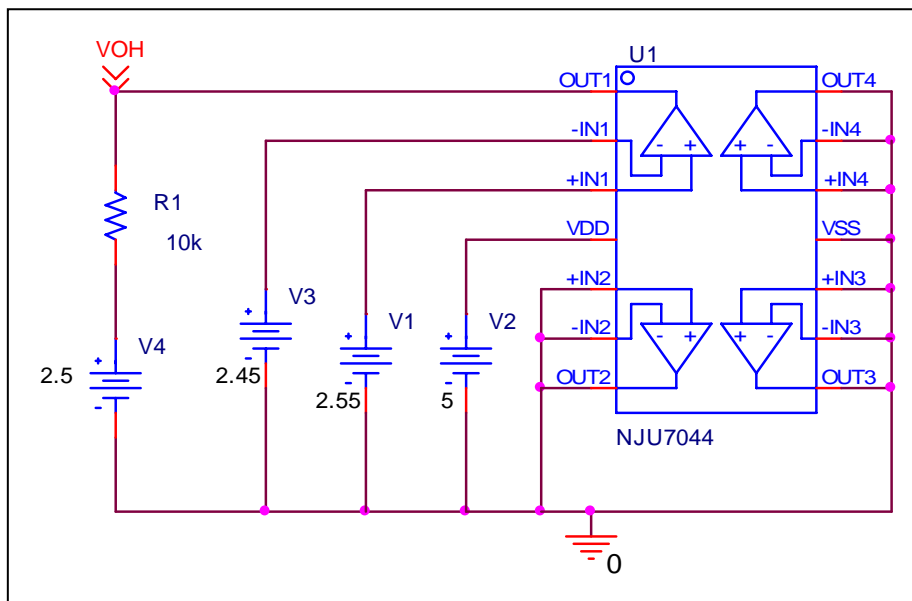 VOH
U1
OUT1
OUT4
-IN1
-IN4
- +
+ -
+IN1
+IN4
R1
10k
VDD
VSS
+IN2
+IN3
V3
V1
V2
-IN2
-IN3
V4
+
-
2.5
+
-
2.45
+
-
2.55
+
-
5
OUT2
OUT3
- +
+ -
NJU7044
0